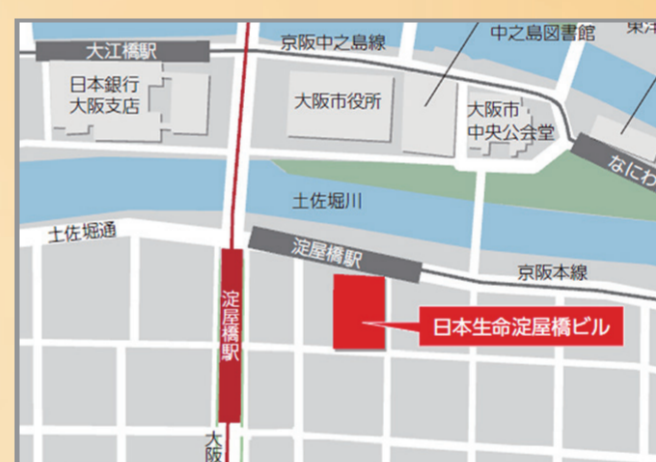 大江橋駅
京阪中之島線
中之島図書館
日本銀行
大阪支店
大阪市役所
大阪市
中央公会堂
なにわ
土佐堀川
土佐堀通
淀屋橋駅
京阪本線
淀屋橋駅
日本生命淀屋橋ビル
大阪